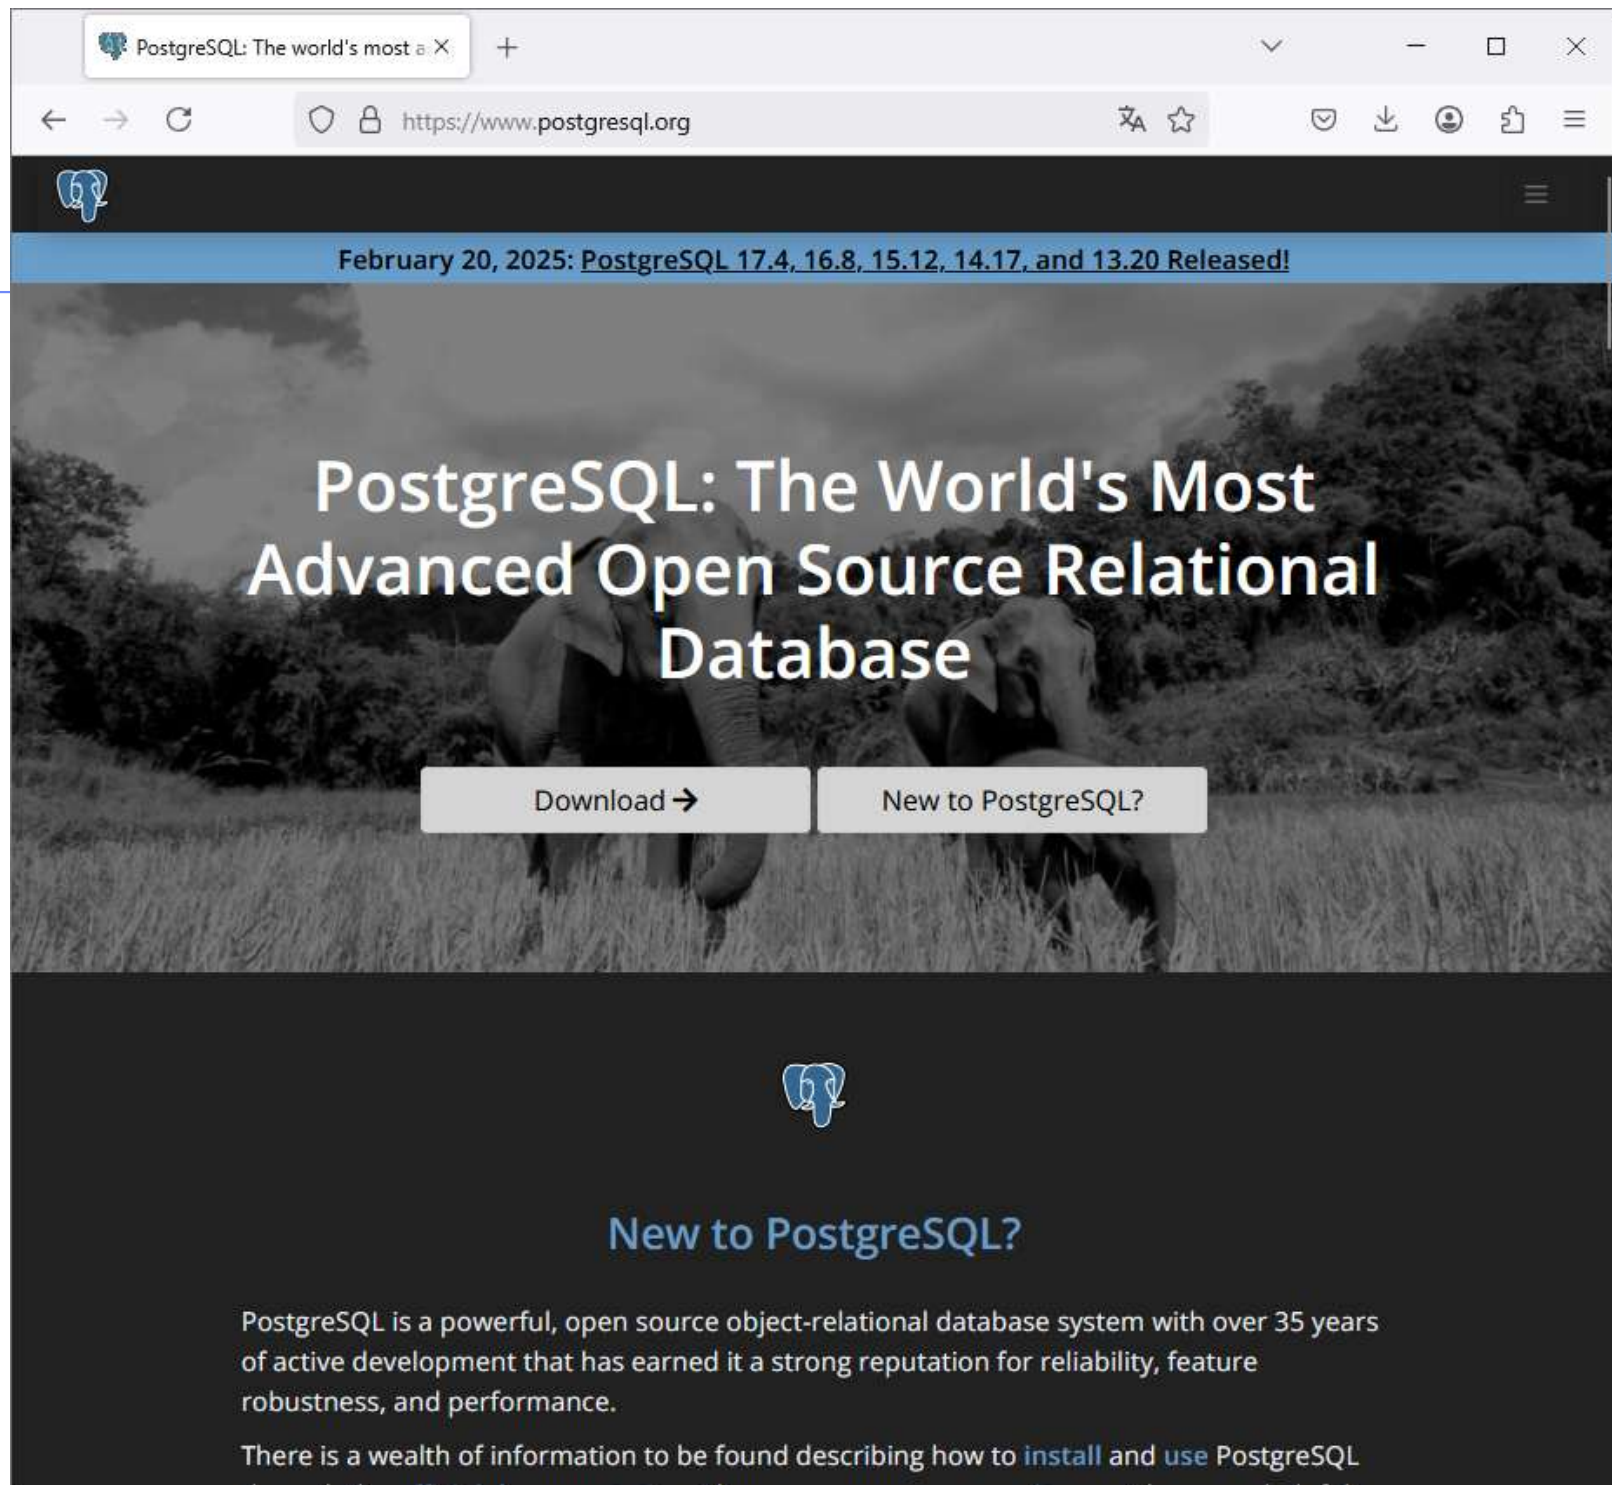 PostgreSQL: The world's most a
https://www.postgresql.org
February 20, 2025: PostgreSQL 17.4, 16.8, 15.12, 14.17, and 13.20 Released!
PostgreSQL: The World's Most
Advanced Open Source Relational
Database
Download → New to PostgreSQL?
New to PostgreSQL?
PostgreSQL is a powerful, open source object-relational database system with over 35 years
of active development that has earned it a strong reputation for reliability, feature
robustness, and performance.
There is a wealth of information to be found describing how to install and use PostgreSQL